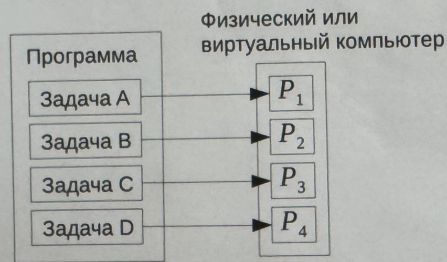 Физический или
виртуальный компьютер
Программа
Задача A
P1
Задача B
P2
Задача C
P3
Задача D
P4